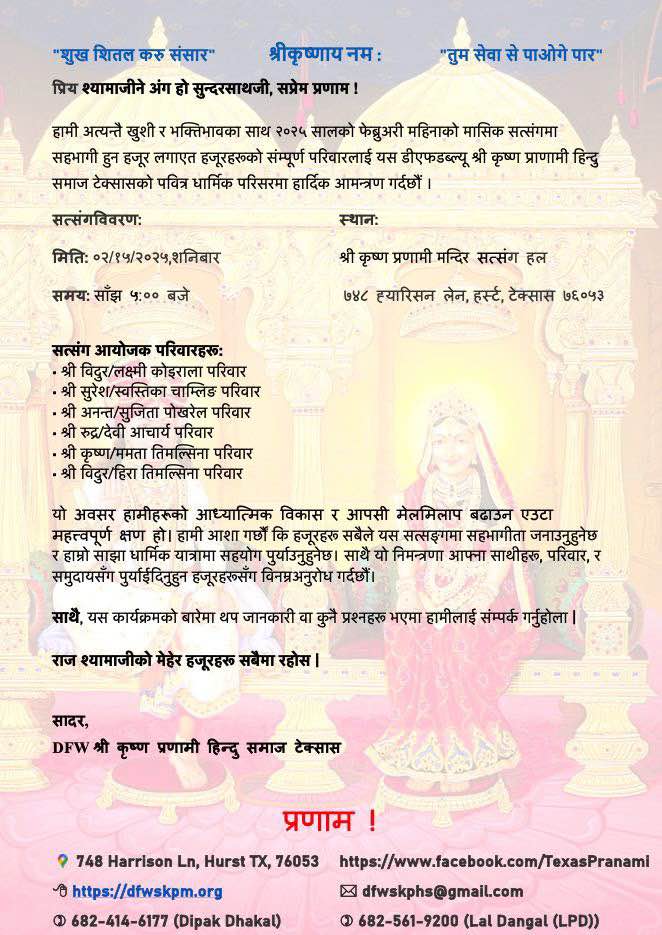 "शुख शितल करु संसार" श्रीकृष्णाय नम : "तुम सेवा से पाओगे पार"
प्रिय श्यामाजीने अंग हो सुन्दरसाथजी, सप्रेम प्रणाम !
हामी अत्यन्तै खुशी र भक्तिभावका साथ २०२५ सालको फेब्रुअरी महिनाको मासिक सत्संगमा
सहभागी हुन हजूर लगाएत हजूरहरूको संम्पूर्ण परिवारलाई यस डीएफडब्ल्यू श्री कृष्ण प्राणामी हिन्दु
समाज टेक्सासको पवित्र धार्मिक परिसरमा हार्दिक आमन्त्रण गर्दछौं ।
सत्संगविवरण: स्थान:
मिति: ०२/१५/२०२५,शनिबार श्री कृष्ण प्रणामी मन्दिर सत्संग हल
समय: साँझ ५:०० बजे ७४८ ह्यारिसन लेन, हर्स्ट, टेक्सास ७६०५३
सत्संग आयोजक परिवारहरू:
• श्री विदुर/लक्ष्मी कोइराला परिवार
• श्री सुरेश/स्वस्तिका चाम्लिङ परिवार
• श्री अनन्त/सुजिता पोखरेल परिवार
• श्री रुद्र/देवी आचार्य परिवार
• श्री कृष्ण/ममता तिमल्सिना परिवार
• श्री विदुर/हिरा तिमल्सिना परिवार
यो अवसर हामीहरूको आध्यात्मिक विकास र आपसी मेलमिलाप बढाउन एउटा
महत्त्वपूर्ण क्षण हो। हामी आशा गर्छौं कि हजूरहरू सबैले यस सत्सङ्गमा सहभागीता जनाउनुहुनेछ
र हाम्रो साझा धार्मिक यात्रामा सहयोग पुर्याउनुहुनेछ। साथै यो निमन्त्रणा आफ्ना साथीहरू, परिवार, र
समुदायसँग पुर्याईदिनुहुन हजूरहरूसँग विनम्रअनुरोध गर्दछौं।
साथै, यस कार्यक्रमको बारेमा थप जानकारी वा कुनै प्रश्नहरू भएमा हामीलाई संम्पर्क गर्नुहोला |
राज श्यामाजीको मेहेर हजूरहरू सबैमा रहोस |
सादर,
DFW श्री कृष्ण प्रणामी हिन्दु समाज टेक्सास
प्रणाम !
748 Harrison Ln, Hurst TX, 76053 https://www.facebook.com/TexasPranami
https://dfwskpm.org dfwskphs@gmail.com
682-414-6177 (Dipak Dhakal) 682-561-9200 (Lal Dangal (LPD))